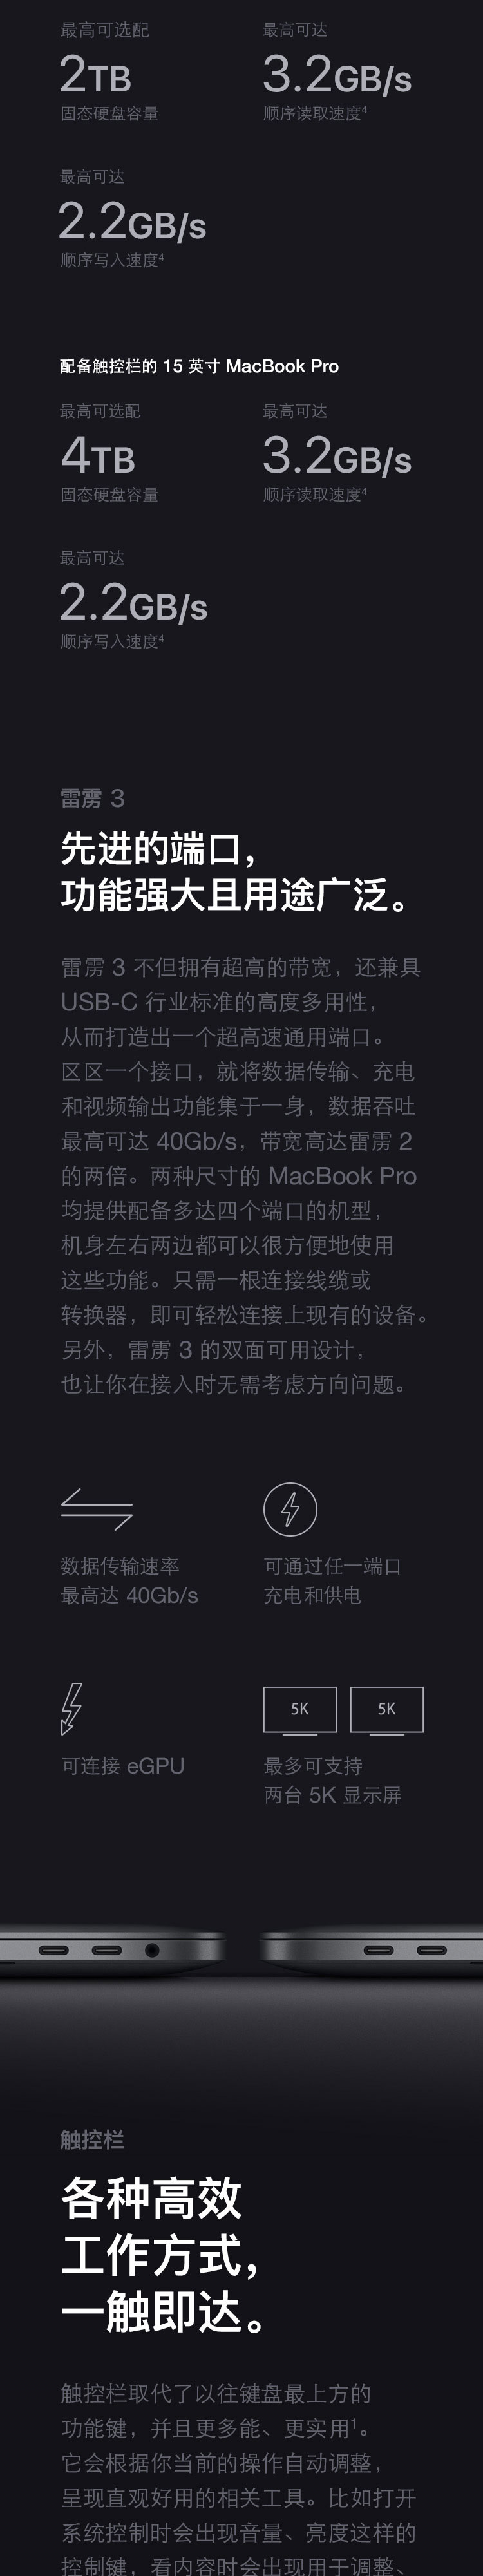 最高可选配
2TB
固态硬盘容量
最高可达
3.2GB/s
顺序读取速度4
最高可达
2.2GB/s
顺序写入速度4
配备触控栏的 15 英寸 MacBook Pro
最高可选配
4TB
固态硬盘容量
最高可达
3.2GB/s
顺序读取速度4
最高可达
2.2GB/s
顺序写入速度4
雷雳 3
先进的端口，
功能强大且用途广泛。
雷雳 3 不但拥有超高的带宽，还兼具
USB-C 行业标准的高度多用性，
从而打造出一个超高速通用端口。
区区一个接口，就将数据传输、充电
和视频输出功能集于一身，数据吞吐
最高可达 40Gb/s，带宽高达雷雳 2
的两倍。两种尺寸的 MacBook Pro
均提供配备多达四个端口的机型，
机身左右两边都可以很方便地使用
这些功能。只需一根连接线缆或
转换器，即可轻松连接上现有的设备。
另外，雷雳 3 的双面可用设计，
也让你在接入时无需考虑方向问题。
数据传输速率
最高达 40Gb/s
可通过任一端口
充电和供电
可连接 eGPU
5K
5K
最多可支持
两台 5K 显示屏
触控栏
各种高效
工作方式，
一触即达。
触控栏取代了以往键盘最上方的
功能键，并且更多能、更实用1。
它会根据你当前的操作自动调整，
呈现直观好用的相关工具。比如打开
系统控制时会出现音量、亮度这样的
控制键，看内容时会出现用于调整、